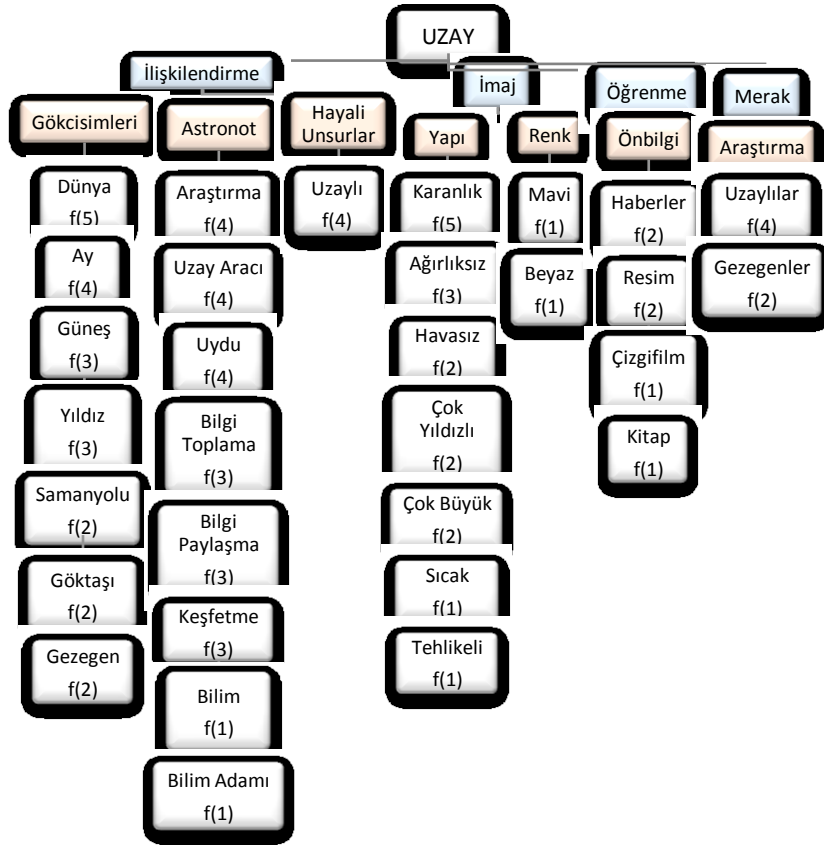 UZAY
İlişkilendirme
İmaj
Öğrenme
Merak
Gökcisimleri
Astronot
Hayali
Unsurlar
Yapı
Renk
Önbilgi
Araştırma
Dünya
f(5)
Ay
f(4)
Güneş
f(3)
Yıldız
f(3)
Samanyolu
f(2)
Göktaşı
f(2)
Gezegen
f(2)
Araştırma
f(4)
Uzay Aracı
f(4)
Uydu
f(4)
Bilgi
Toplama
f(3)
Bilgi
Paylaşma
f(3)
Keşfetme
f(3)
Bilim
f(1)
Bilim Adamı
f(1)
Uzaylı
f(4)
Karanlık
f(5)
Ağırlıksız
f(3)
Havasız
f(2)
Çok
Yıldızlı
f(2)
Çok Büyük
f(2)
Sıcak
f(1)
Tehlikeli
f(1)
Mavi
f(1)
Beyaz
f(1)
Haberler
f(2)
Resim
f(2)
Çizgifilm
f(1)
Kitap
f(1)
Uzaylılar
f(4)
Gezegenler
f(2)